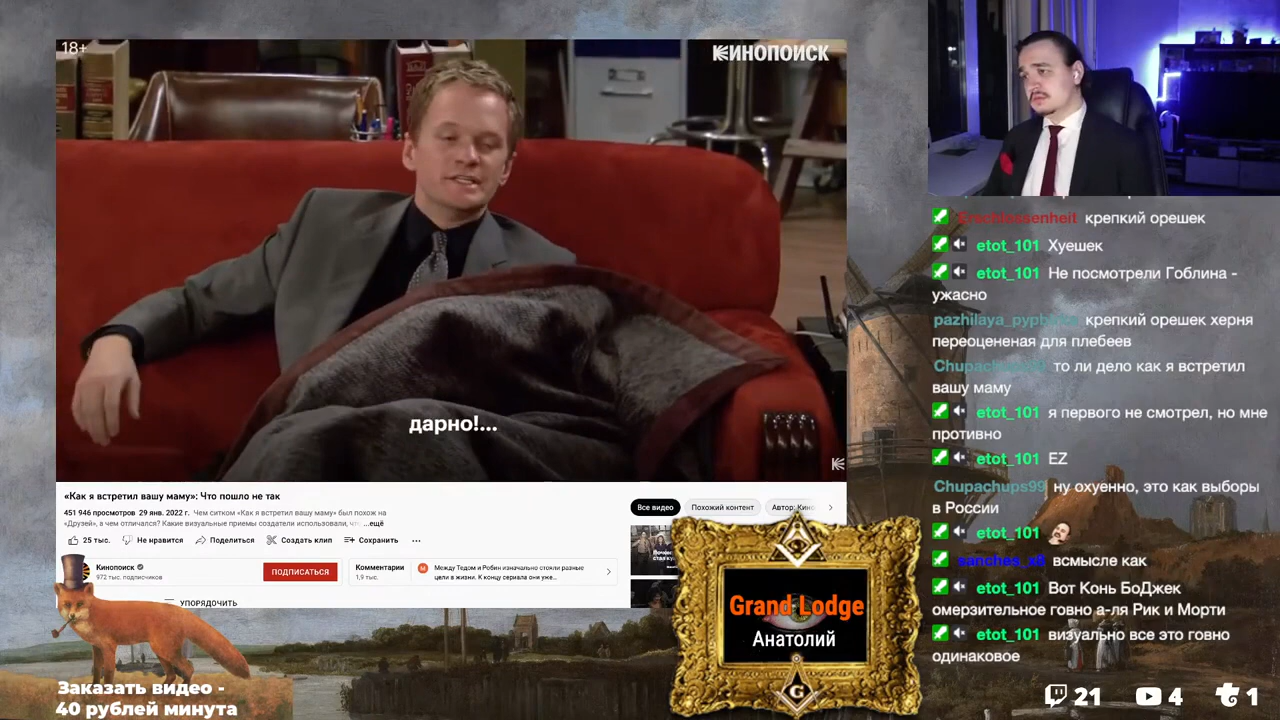 18+
КИНОПОИСК
дарно!...
«Как я встретил вашу маму»: Что пошло не так
451 946 просмотров 29 янв. 2022 г. Чем ситком «Как я встретил вашу маму» был похож на
«Друзей», а чем отличался? Какие визуальные приемы создатели использовали,
...ещё
25 тыс.
Не нравится
Поделиться
Создать клип
Сохранить
Кинопоиск
972 тыс. подписчиков
ПОДПИСАТЬСЯ
Комментарии
1,9 тыс.
Между Тедом и Робин изначально стояли разные
цели в жизни. К концу сериала они уже...
УПОРЯДОЧИТЬ
Все видео
Похожий контент
Автор:
Grand Lodge
Анатолий
G
Заказать видео -
40 рублей минута
Erschlassenheit крепкий орешек
etot_101 Хуешек
etot_101 Не посмотрели Гоблина -
ужасно
крепкий орешек херня
переоцененая для плебеев
то ли дело как я встретил
вашу маму
etot_101 я первого не смотрел, но мне
противно
etot_101 EZ
Chupachups99 ну охуенно, это как выборы
в России
etot_101
всмысле как
etot_101 Вот Конь БоДжек
омерзительное говно а-ля Рик и Морти
etot_101 визуально все это говно
одинаковое
21
4
1